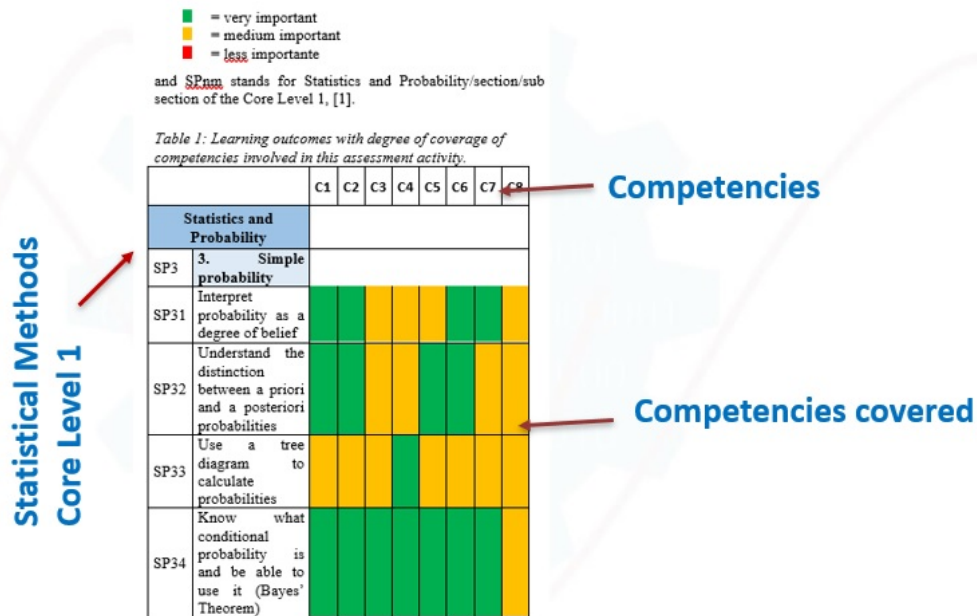 = very important
= medium important
= less importante
and SPnm stands for Statistics and Probability/section/sub
section of the Core Level 1, [1].
Table 1: Learning outcomes with degree of coverage of
competencies involved in this assessment activity.
C1 C2 C3 C4 C5 C6 C7 C8
Competencies
Statistics and
Probability
SP3
3. Simple
probability
SP31
Interpret
probability as a
degree of belief
SP32
Understand the
distinction
between a priori
and a posteriori
probabilities
SP33
Use a tree
diagram to
calculate
probabilities
SP34
Know what
conditional
probability is
and be able to
use it (Bayes'
Theorem)
Statistical Methods
Core Level 1
Competencies covered